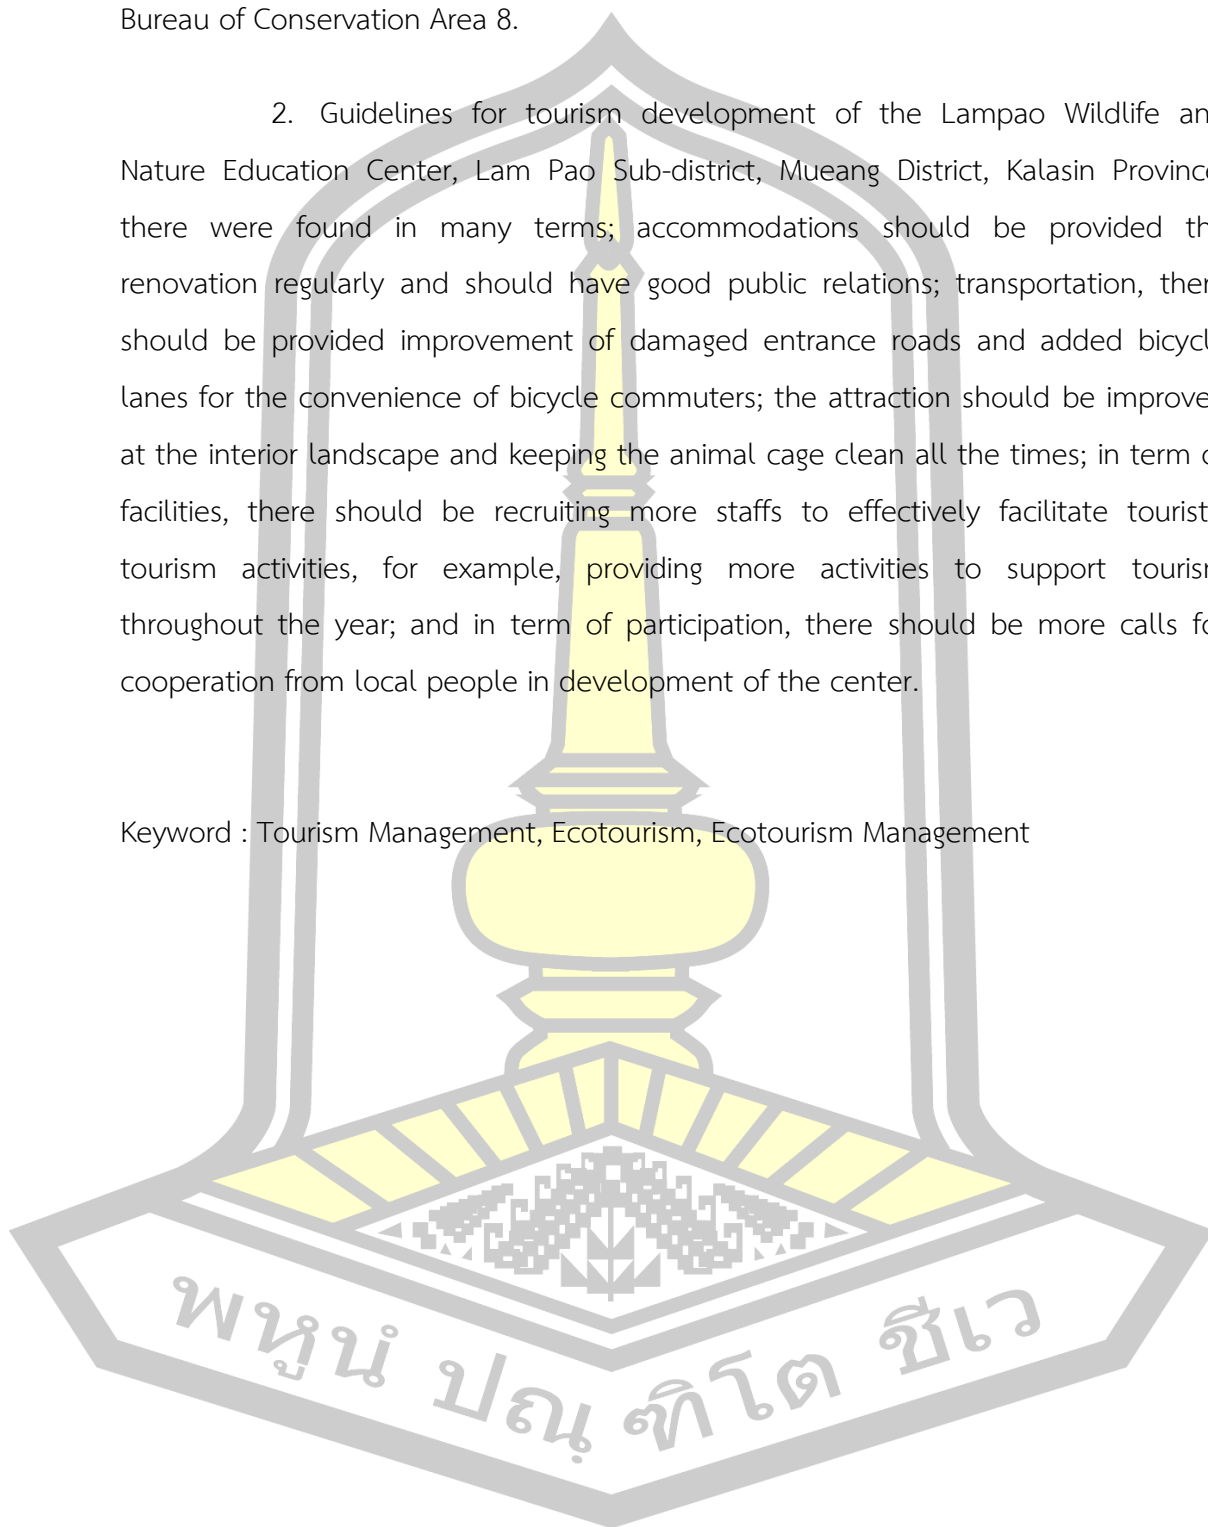 Bureau of Conservation Area 8.
2. Guidelines for tourism development of the Lampao Wildlife an
Nature Education Center, Lam Pao Sub-district, Mueang District, Kalasin Province
there were found in many terms; accommodations should be provided th
renovation regularly and should have good public relations; transportation, ther
should be provided improvement of damaged entrance roads and added bicycl
lanes for the convenience of bicycle commuters; the attraction should be improve
at the interior landscape and keeping the animal cage clean all the times; in term o
facilities, there should be recruiting more staffs to effectively facilitate tourist
tourism activities, for example, providing more activities to support tourism
throughout the year; and in term of participation, there should be more calls fo
cooperation from local people in development of the center.
Keyword : Tourism Management, Ecotourism, Ecotourism Management
พหูนํ ปณฺฑิโต ชีเว